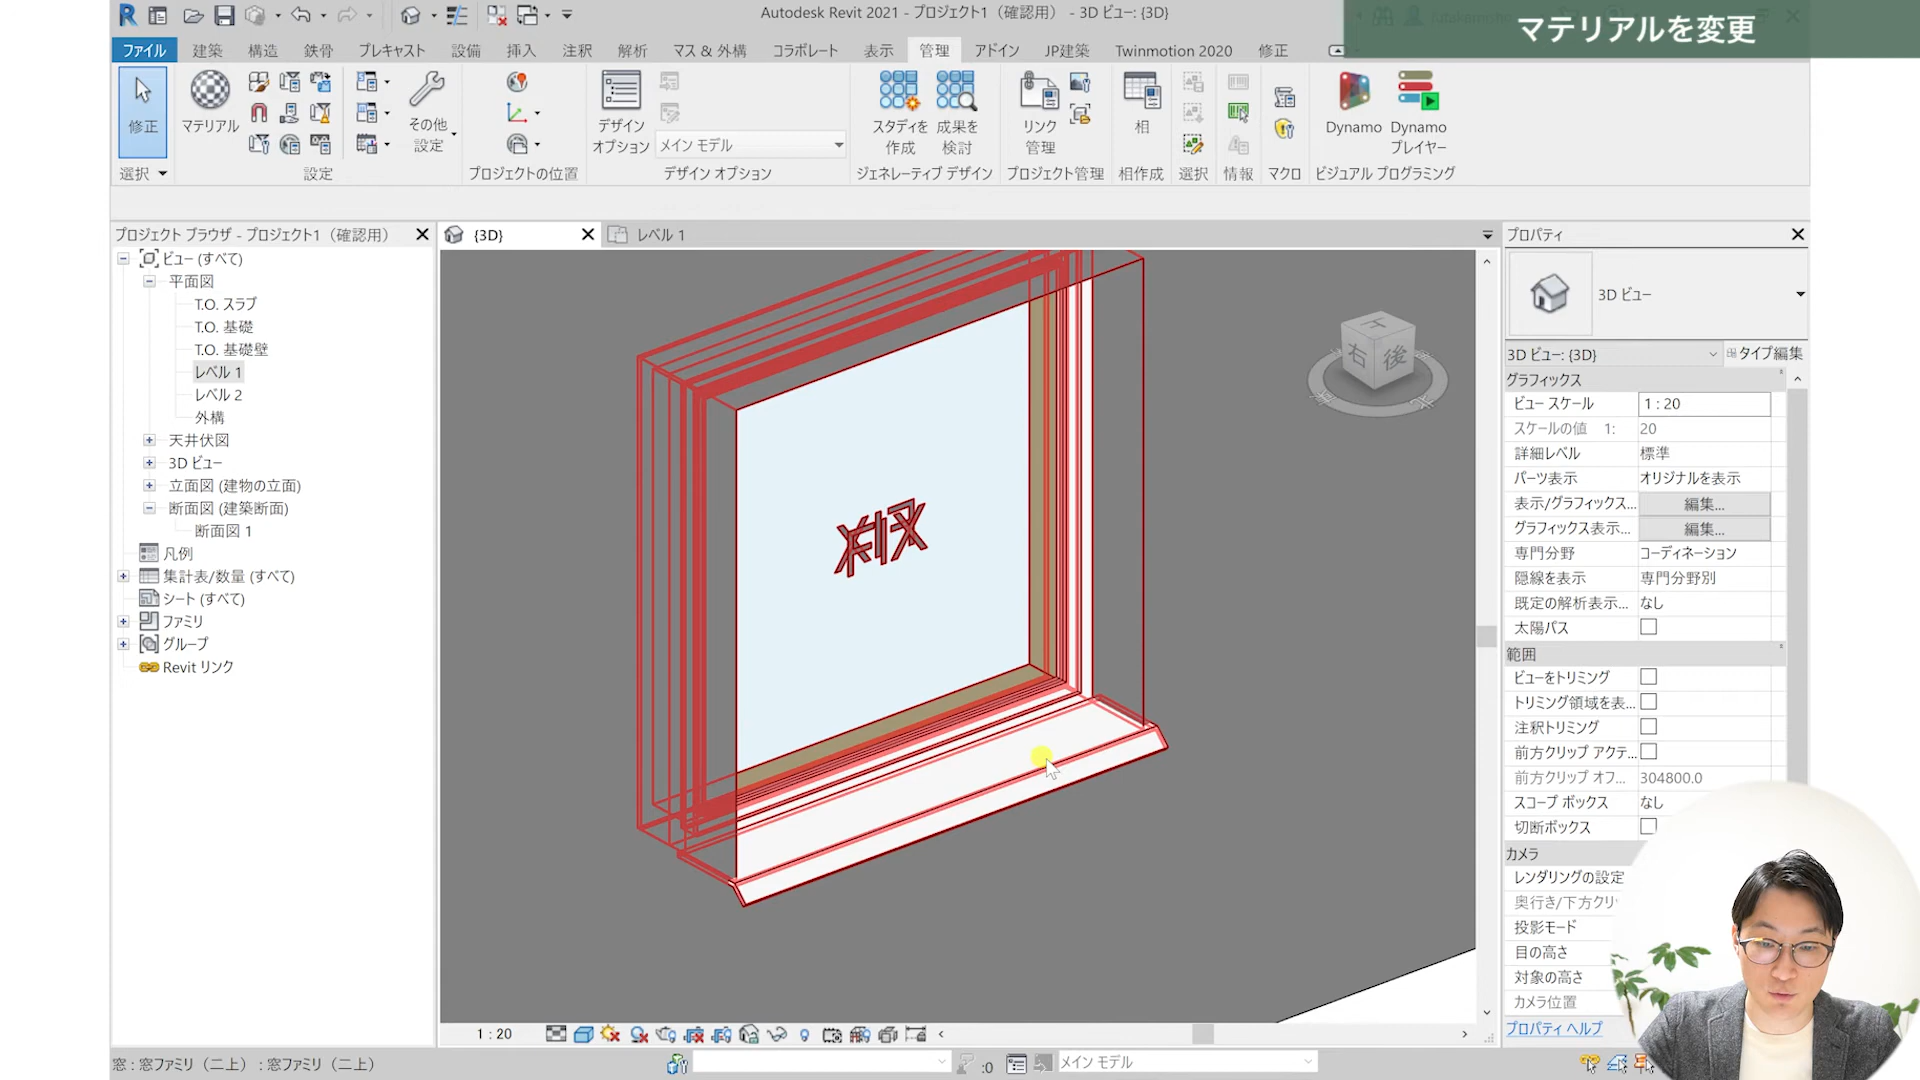 Autodesk Revit 2021 - プロジェクト1（確認用） - 3D ビュー: {3D}
マテリアルを変更
ファイル 建築 構造 鉄骨 プレキャスト 設備 挿入 注釈 解析 マス & 外構 コラボレート 表示 管理 アドイン JP建築 Twinmotion 2020 修正
修正
マテリアル
その他
設定
デザイン
オプション
メイン モデル
スタディを
作成
成果を
検討
リンク
管理
相
Dynamo
Dynamo
プレイヤー
選択 設定 プロジェクトの位置 デザイン オプション ジェネレーティブ デザイン プロジェクト管理 相作成 選択 情報 マクロ ビジュアル プログラミング
プロジェクト ブラウザ - プロジェクト1（確認用）
ビュー (すべて)
平面図
T.O. スラブ
T.O. 基礎
T.O. 基礎壁
レベル 1
レベル 2
外構
天井伏図
3D ビュー
立面図 (建物の立面)
断面図 (建築断面)
断面図 1
凡例
集計表/数量 (すべて)
シート (すべて)
ファミリ
グループ
Revit リンク
{3D}
レベル 1
右
後
プロパティ
3D ビュー
3D ビュー: {3D}
タイプ編集
グラフィックス
ビュー スケール 1 : 20
スケールの値 1: 20
詳細レベル 標準
パーツ表示 オリジナルを表示
表示/グラフィックス... 編集...
グラフィックス表示... 編集...
専門分野 コーディネーション
隠線を表示 専門分野別
既定の解析表示... なし
太陽パス
範囲
ビューをトリミング
トリミング領域を表...
注釈トリミング
前方クリップ アクテ...
前方クリップ オフ... 304800.0
スコープ ボックス なし
切断ボックス
カメラ
レンダリングの設定
奥行き/下方クリ
投影モード
目の高さ
対象の高さ
カメラ位置
プロパティ ヘルプ
1 : 20
窓 : 窓ファミリ（二上） : 窓ファミリ（二上）
:0
メイン モデル